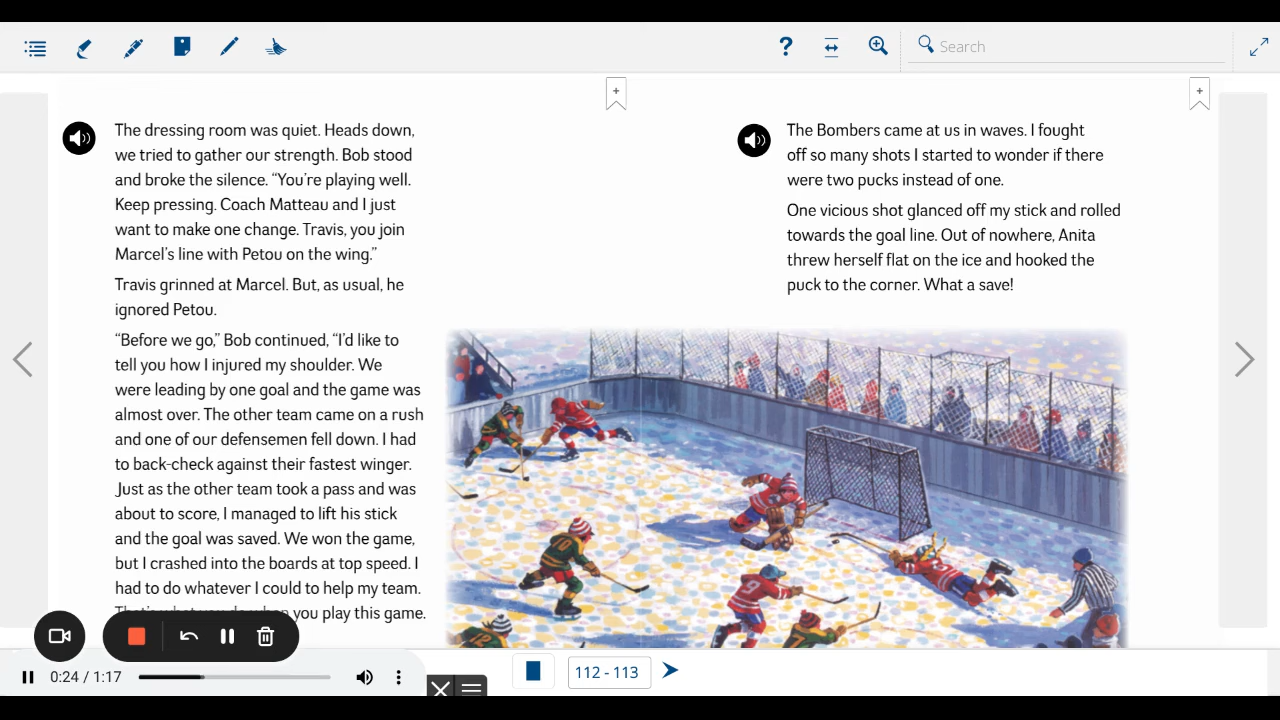 Search
The dressing room was quiet. Heads down,
we tried to gather our strength. Bob stood
and broke the silence. “You’re playing well.
Keep pressing. Coach Matteau and I just
want to make one change. Travis, you join
Marcel’s line with Petou on the wing.”
Travis grinned at Marcel. But, as usual, he
ignored Petou.
“Before we go,” Bob continued, “I’d like to
tell you how I injured my shoulder. We
were leading by one goal and the game was
almost over. The other team came on a rush
and one of our defensemen fell down. I had
to back-check against their fastest winger.
Just as the other team took a pass and was
about to score, I managed to lift his stick
and the goal was saved. We won the game,
but I crashed into the boards at top speed. I
had to do whatever I could to help my team.
you play this game.
The Bombers came at us in waves. I fought
off so many shots I started to wonder if there
were two pucks instead of one.
One vicious shot glanced off my stick and rolled
towards the goal line. Out of nowhere, Anita
threw herself flat on the ice and hooked the
puck to the corner. What a save!
18
9
12
0:24 / 1:17
112 - 113